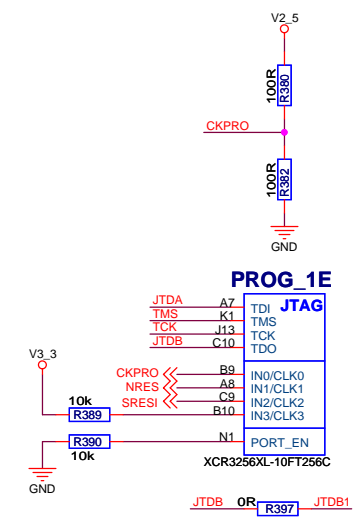 V2_5
100R
R380
CKPRO
100R
R382
GND
PROG_1E
JTAG
JTDA A7 TDI
TMS K1 TMS
TCK J13 TCK
JTDB C10 TDO
V3_3
CKPRO B9 IN0/CLK0
NRES A8 IN1/CLK1
SRESI C9 IN2/CLK2
10k
R389 B10 IN3/CLK3
R390 N1 PORT_EN
10k
XCR3256XL-10FT256C
GND
JTDB 0R R397 JTDB1